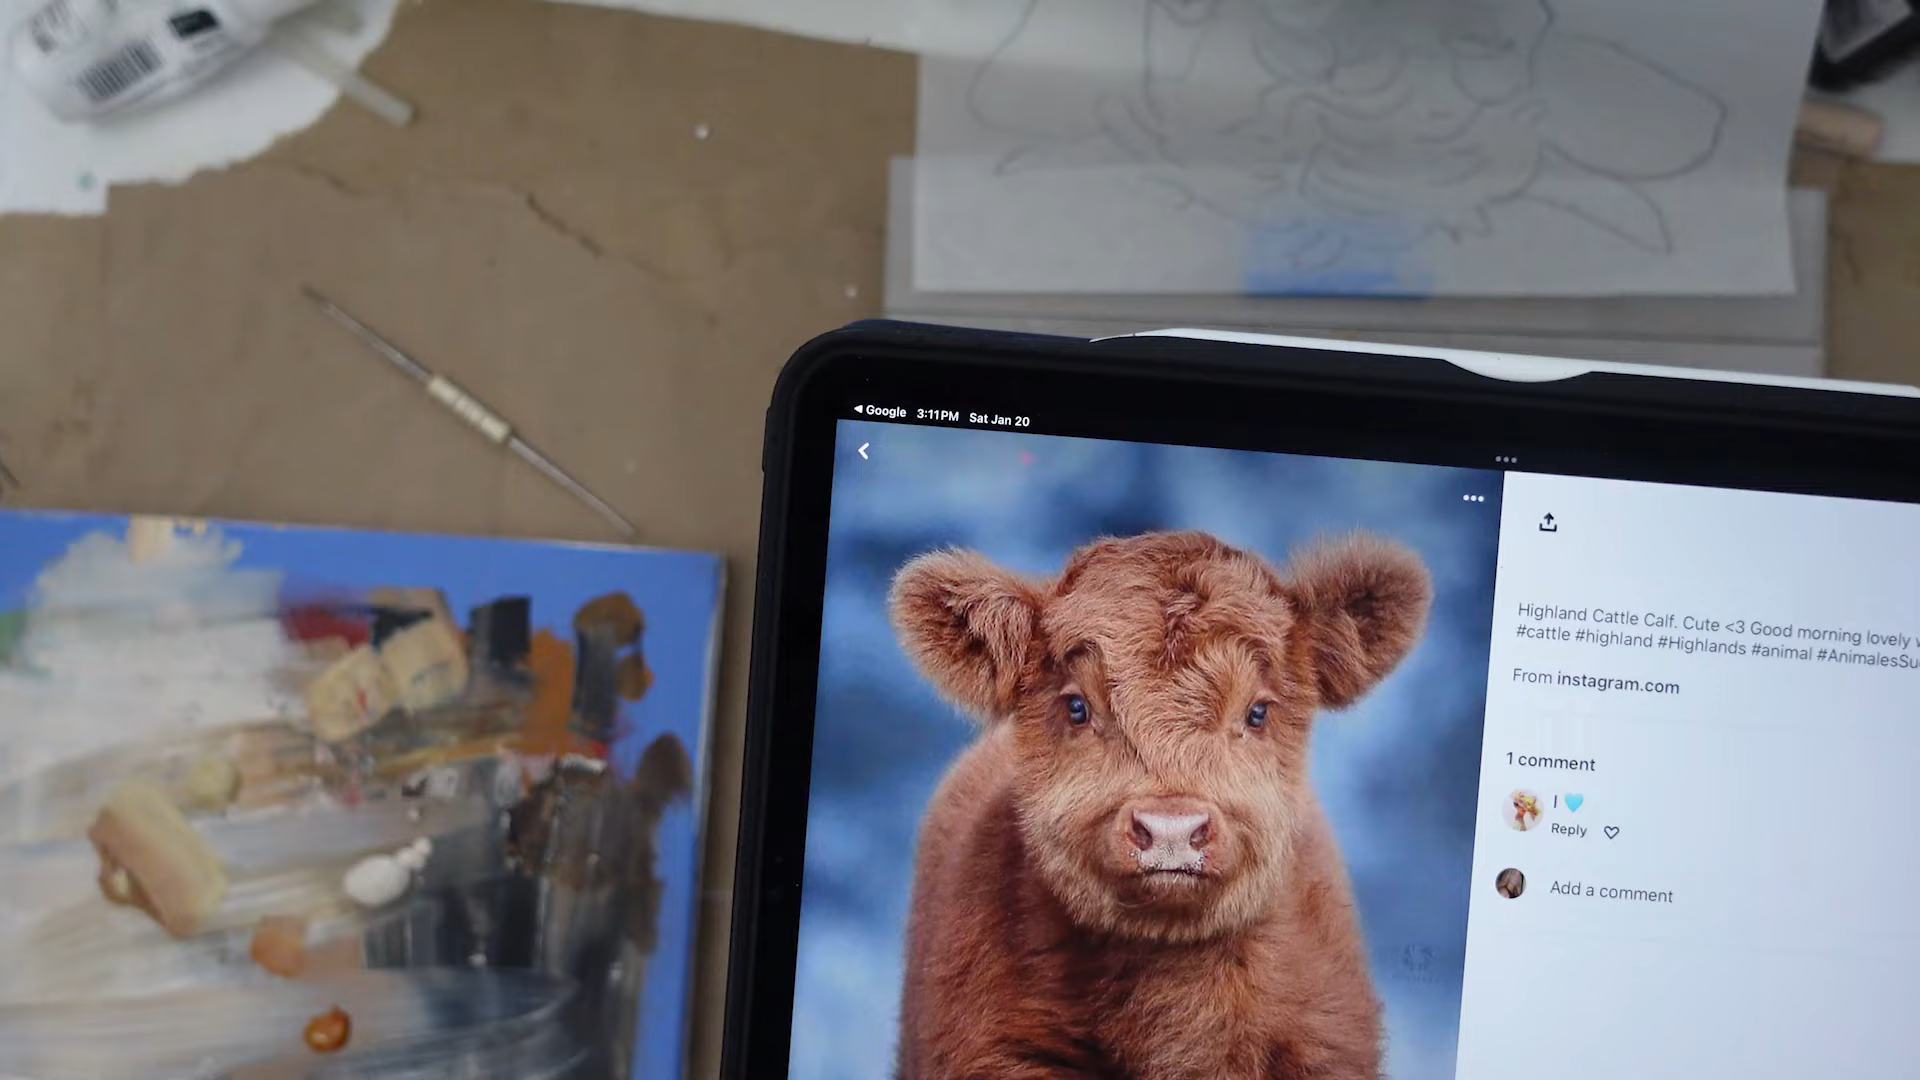 Google 3:11PM Sat Jan 20
Highland Cattle Calf. Cute <3 Good morning lovely
#cattle #highland #Highlands #animal #AnimalesSu
From instagram.com
1 comment
I 🩵
Reply
Add a comment